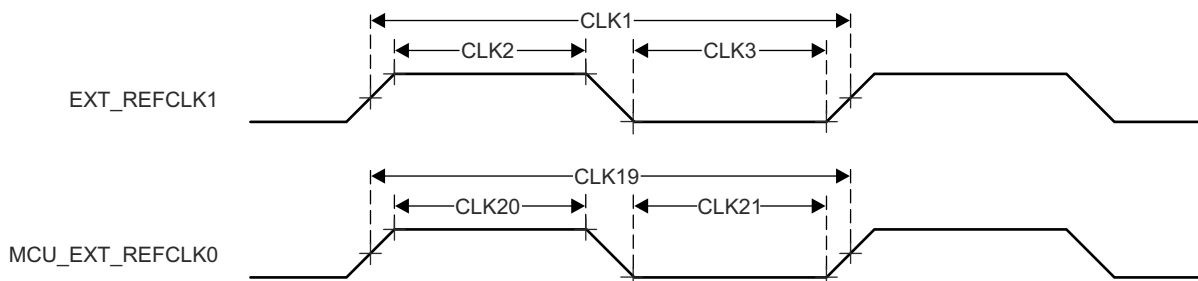 CLK1
CLK2
CLK3
EXT_REFCLK1
CLK19
CLK20
CLK21
MCU_EXT_REFCLK0